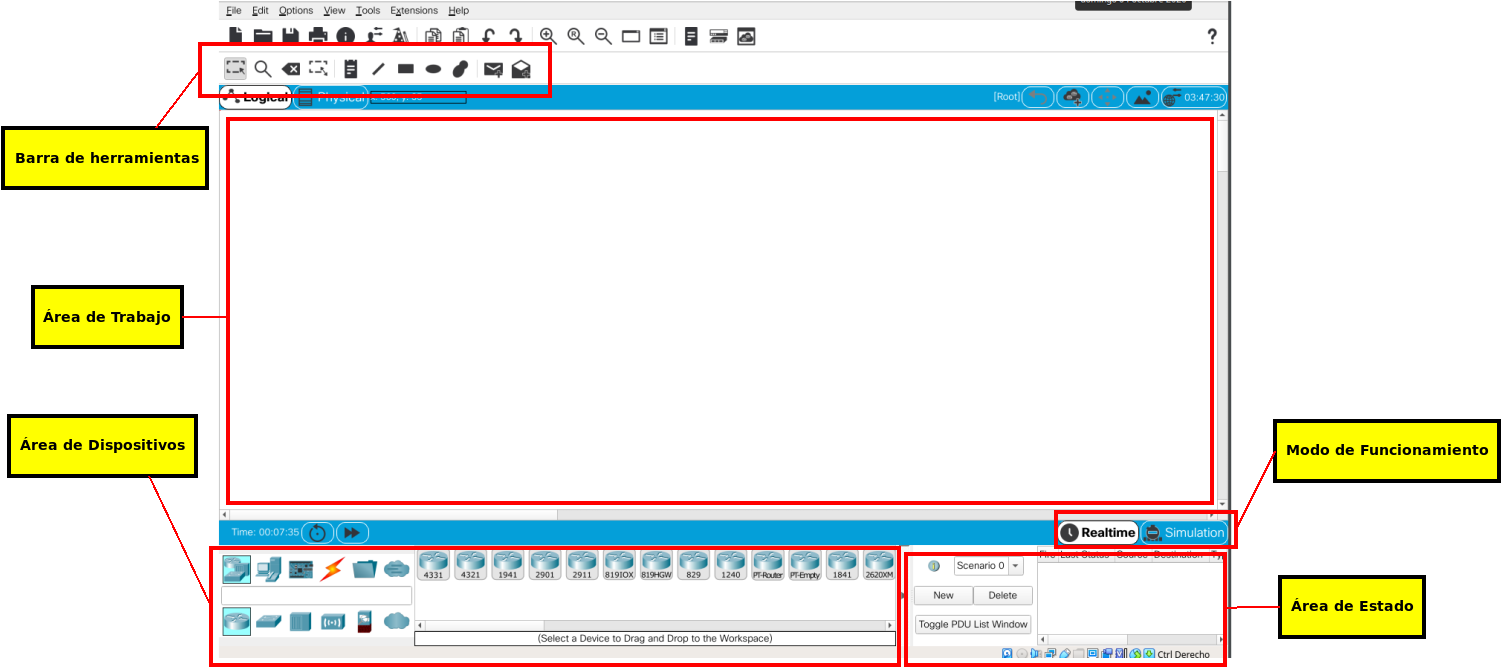 File Edit Options View Tools Extensions Help
?
Logical Physical
[Root] 03:47:30
Barra de herramientas
Área de Trabajo
Área de Dispositivos
Modo de Funcionamiento
Time: 00:07:35
Realtime Simulation
4331 4321 1941 2901 2911 819IOX 819HGW 829 1240 PT-Router PT-Empty 1841 2620XM
(Select a Device to Drag and Drop to the Workspace)
Scenario 0
New Delete
Toggle PDU List Window
Fire Last Status Source Destination
Ctrl Derecho
Área de Estado